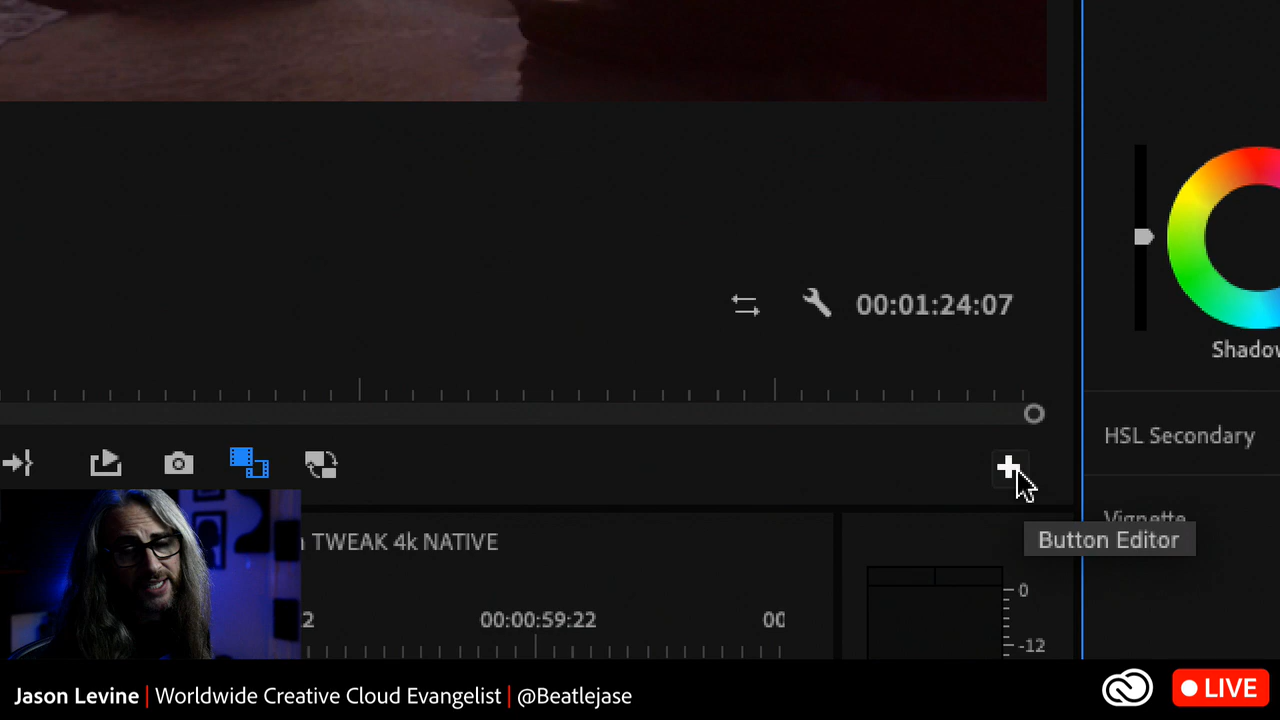 00:01:24:07
Shadow
HSL Secondary
Vignette
Button Editor
TWEAK 4k NATIVE
2
00:00:59:22
00
0
-12
Jason Levine | Worldwide Creative Cloud Evangelist | @Beatlejase
LIVE